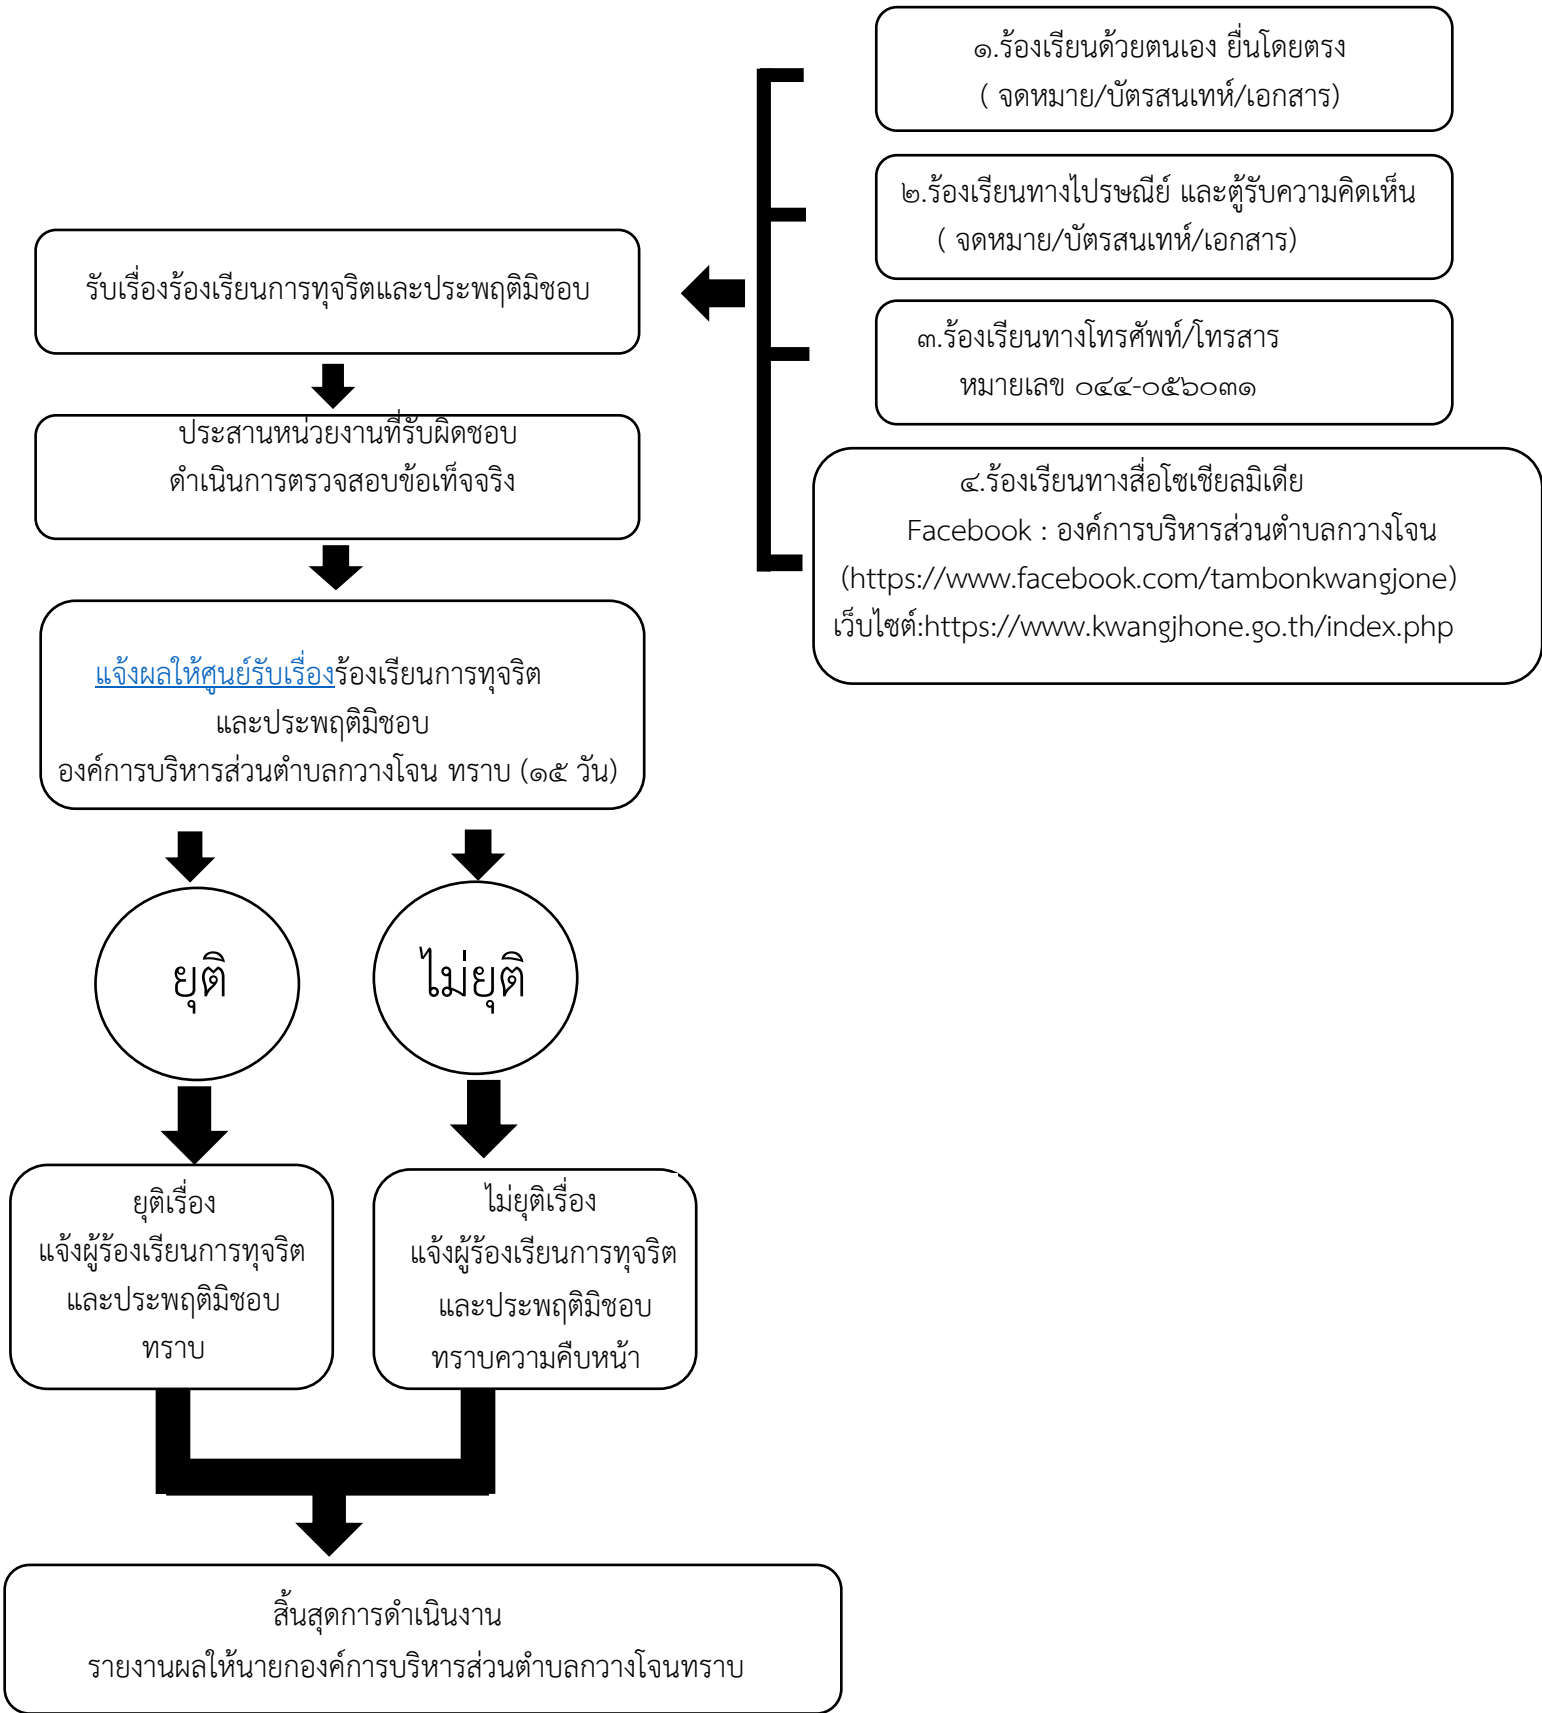 ๑.ร้องเรียนด้วยตนเอง ยื่นโดยตรง
( จดหมาย/บัตรสนเทห์/เอกสาร)
๒.ร้องเรียนทางไปรษณีย์ และตู้รับความคิดเห็น
( จดหมาย/บัตรสนเทห์/เอกสาร)
๓.ร้องเรียนทางโทรศัพท์/โทรสาร
หมายเลข ๐๔๔-๐๕๖๐๓๑
๔.ร้องเรียนทางสื่อโซเชียลมิเดีย
Facebook : องค์การบริหารส่วนตำบลกวางโจน
(https://www.facebook.com/tambonkwangjone)
เว็บไซต์:https://www.kwangjhone.go.th/index.php
รับเรื่องร้องเรียนการทุจริตและประพฤติมิชอบ
ประสานหน่วยงานที่รับผิดชอบ
ดำเนินการตรวจสอบข้อเท็จจริง
แจ้งผลให้ศูนย์รับเรื่องร้องเรียนการทุจริต
และประพฤติมิชอบ
องค์การบริหารส่วนตำบลกวางโจน ทราบ (๑๕ วัน)
ยุติ
ไม่ยุติ
ยุติเรื่อง
แจ้งผู้ร้องเรียนการทุจริต
และประพฤติมิชอบ
ทราบ
ไม่ยุติเรื่อง
แจ้งผู้ร้องเรียนการทุจริต
และประพฤติมิชอบ
ทราบความคืบหน้า
สิ้นสุดการดำเนินงาน
รายงานผลให้นายกองค์การบริหารส่วนตำบลกวางโจนทราบ